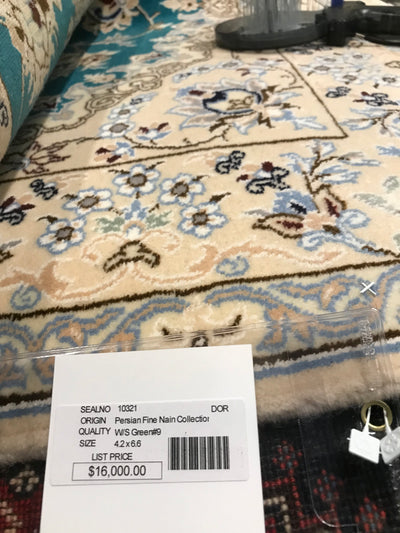 SEALNO 10321 DOR
ORIGIN Persian Fine Nain Collection
QUALITY W/S Green#9
SIZE 4.2 x 6.6
LIST PRICE
$16,000.00